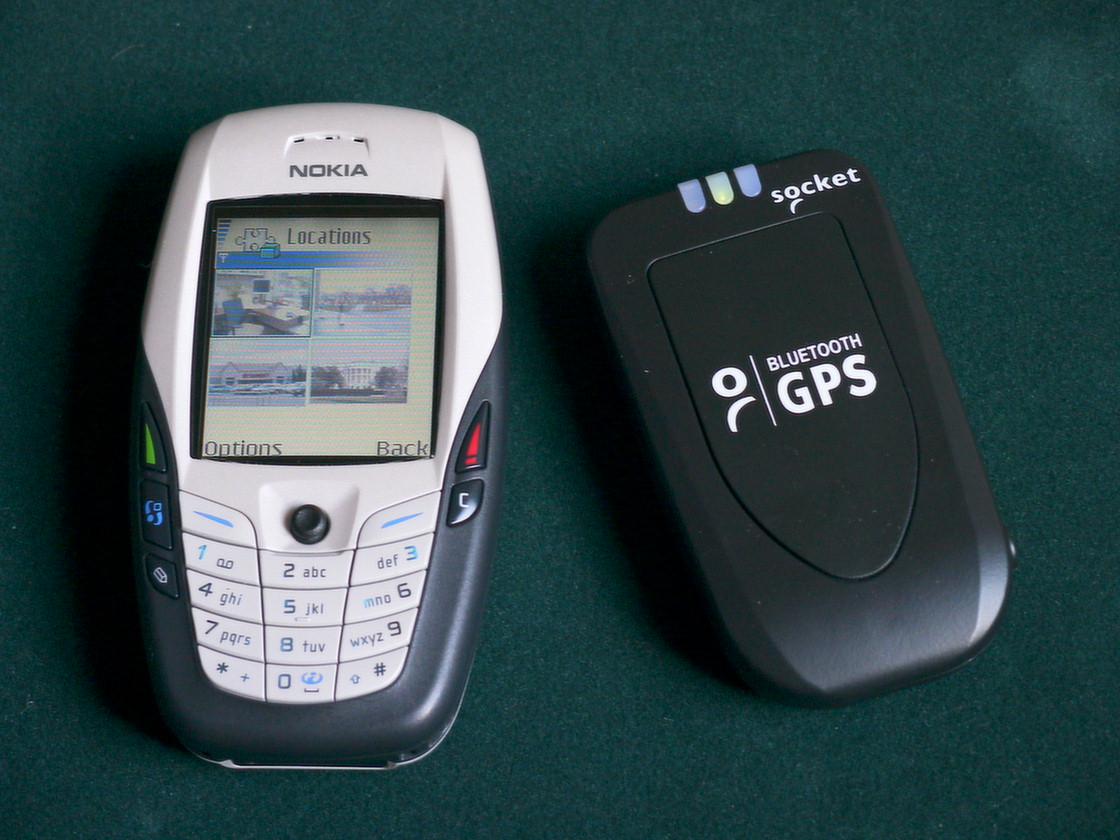 NOKIA
Locations
Options Back
1 def 3
2 abc
4 ghi
5 jkl
mno 6
7 pqrs
8 tuv
wxyz 9
* +
0
#
socket
BLUETOOTH
GPS